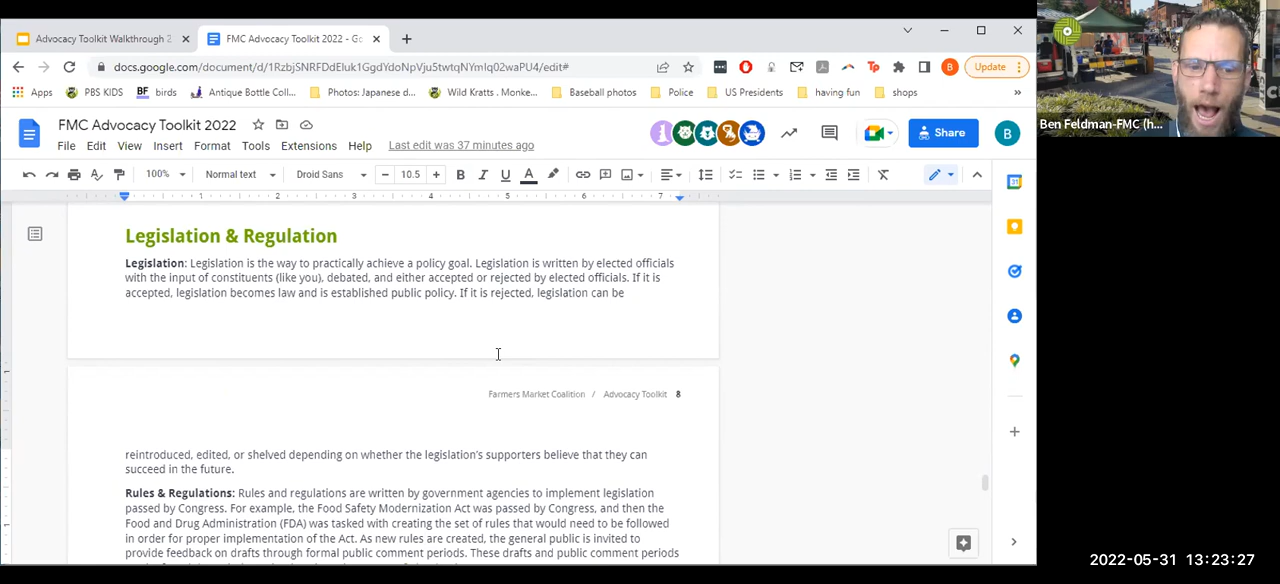 Advocacy Toolkit Walkthrough 2
FMC Advocacy Toolkit 2022 - Go
docs.google.com/document/d/1RzbjSNRFDdEluk1GgdYdoNpVju5twtqNYmlq02waPU4/edit#
Update
Apps
PBS KIDS
BF birds
Antique Bottle Coll...
Photos: Japanese d...
Wild Kratts . Monke...
Baseball photos
Police
US Presidents
having fun
shops
»
Ben Feldman-FMC (h...
FMC Advocacy Toolkit 2022
File Edit View Insert Format Tools Extensions Help Last edit was 37 minutes ago
Share
B
100% Normal text Droid Sans 10.5 B I U A
1 2 3 4 5 6 7
Legislation & Regulation
Legislation: Legislation is the way to practically achieve a policy goal. Legislation is written by elected officials
with the input of constituents (like you), debated, and either accepted or rejected by elected officials. If it is
accepted, legislation becomes law and is established public policy. If it is rejected, legislation can be
Farmers Market Coalition / Advocacy Toolkit 8
reintroduced, edited, or shelved depending on whether the legislation's supporters believe that they can
succeed in the future.
Rules & Regulations: Rules and regulations are written by government agencies to implement legislation
passed by Congress. For example, the Food Safety Modernization Act was passed by Congress, and then the
Food and Drug Administration (FDA) was tasked with creating the set of rules that would need to be followed
in order for proper implementation of the Act. As new rules are created, the general public is invited to
provide feedback on drafts through formal public comment periods. These drafts and public comment periods
2022-05-31 13:23:27